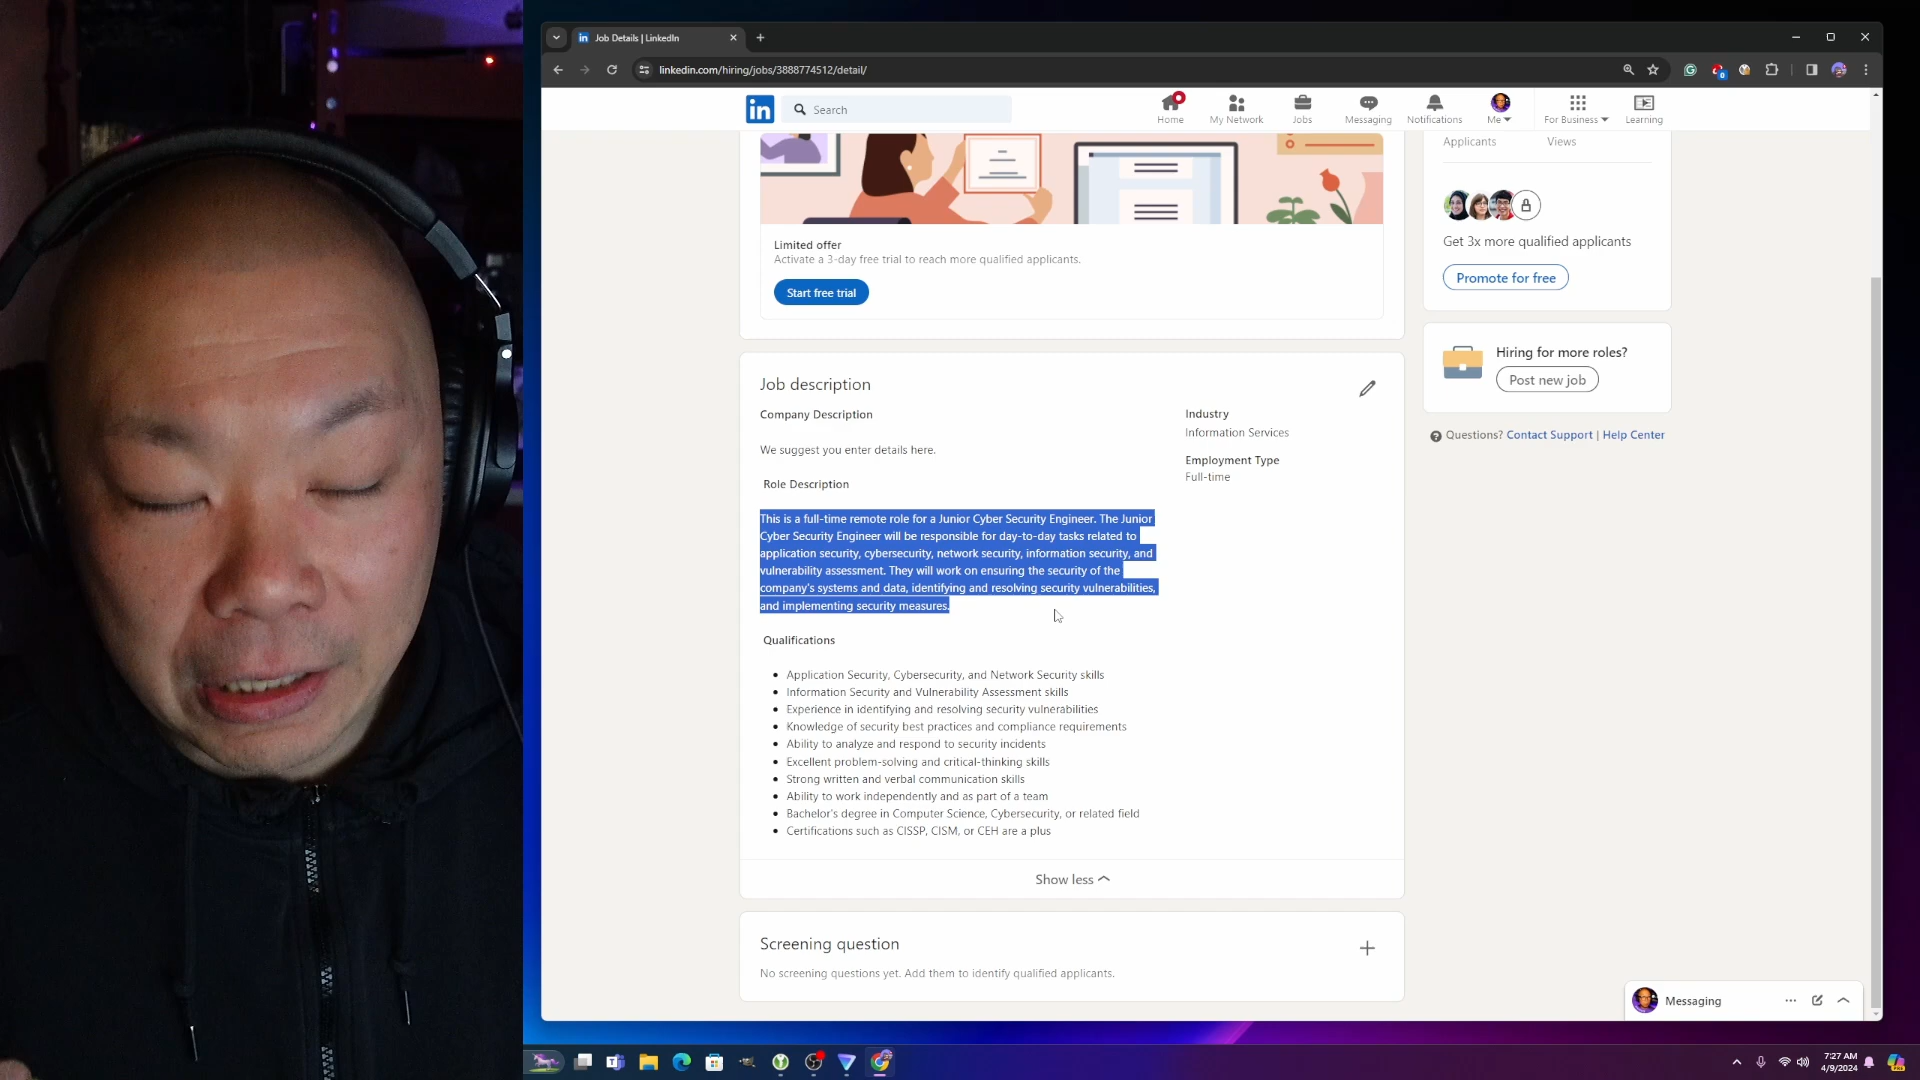 Job Details | LinkedIn
linkedin.com/hiring/jobs/3888774512/detail/
in
Search
Home
My Network
Jobs
Messaging
Notifications
Me
For Business
Learning
Applicants
Views
Get 3x more qualified applicants
Promote for free
Limited offer
Activate a 3-day free trial to reach more qualified applicants.
Start free trial
Hiring for more roles?
Post new job
Questions? Contact Support | Help Center
Job description
Company Description
We suggest you enter details here.
Industry
Information Services
Employment Type
Full-time
Role Description
This is a full-time remote role for a Junior Cyber Security Engineer. The Junior
Cyber Security Engineer will be responsible for day-to-day tasks related to
application security, cybersecurity, network security, information security, and
vulnerability assessment. They will work on ensuring the security of the
company's systems and data, identifying and resolving security vulnerabilities,
and implementing security measures.
Qualifications
Application Security, Cybersecurity, and Network Security skills
Information Security and Vulnerability Assessment skills
Experience in identifying and resolving security vulnerabilities
Knowledge of security best practices and compliance requirements
Ability to analyze and respond to security incidents
Excellent problem-solving and critical-thinking skills
Strong written and verbal communication skills
Ability to work independently and as part of a team
Bachelor's degree in Computer Science, Cybersecurity, or related field
Certifications such as CISSP, CISM, or CEH are a plus
Show less
Screening question
No screening questions yet. Add them to identify qualified applicants.
Messaging
7:27 AM
4/9/2024